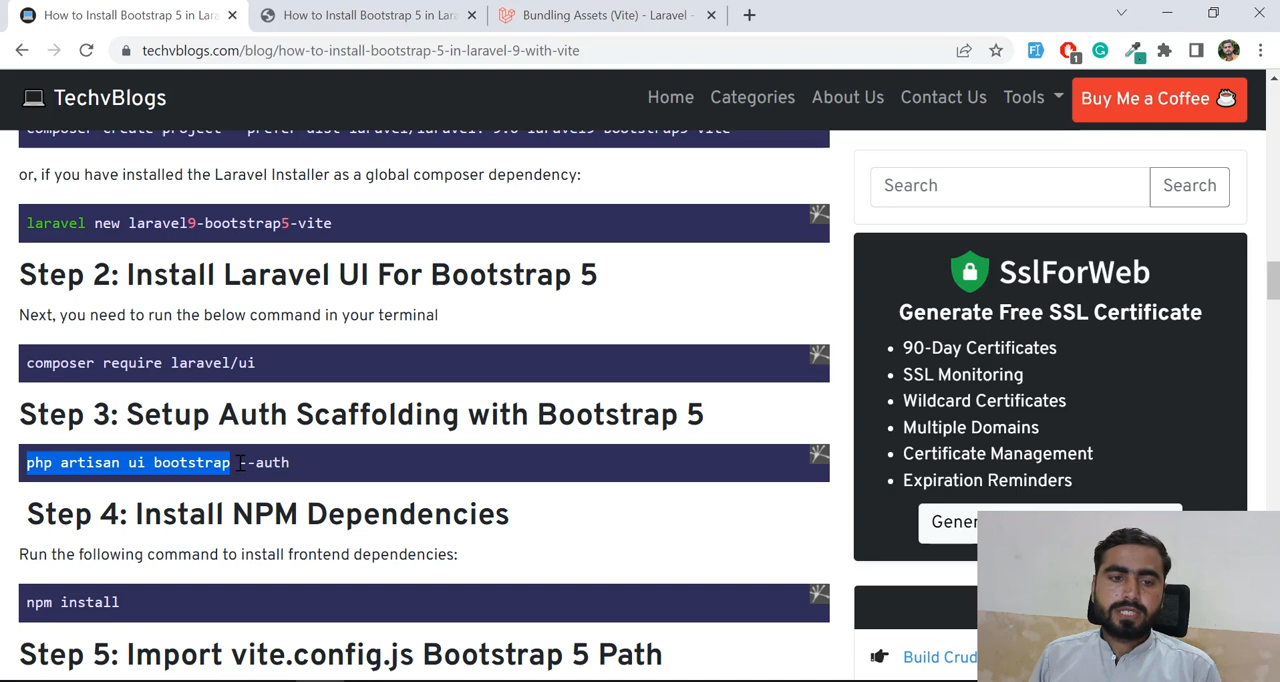 How to Install Bootstrap 5 in Lara
How to Install Bootstrap 5 in Lara
Bundling Assets (Vite) - Laravel -
techvblogs.com/blog/how-to-install-bootstrap-5-in-laravel-9-with-vite
1
TechvBlogs
Home
Categories
About Us
Contact Us
Tools
Buy Me a Coffee
or, if you have installed the Laravel Installer as a global composer dependency:
laravel new laravel9-bootstrap5-vite
Step 2: Install Laravel UI For Bootstrap 5
Next, you need to run the below command in your terminal
composer require laravel/ui
Step 3: Setup Auth Scaffolding with Bootstrap 5
php artisan ui bootstrap --auth
Step 4: Install NPM Dependencies
Run the following command to install frontend dependencies:
npm install
Step 5: Import vite.config.js Bootstrap 5 Path
Search
Search
SslForWeb
Generate Free SSL Certificate
• 90-Day Certificates
• SSL Monitoring
• Wildcard Certificates
• Multiple Domains
• Certificate Management
• Expiration Reminders
Gener
Build Crud